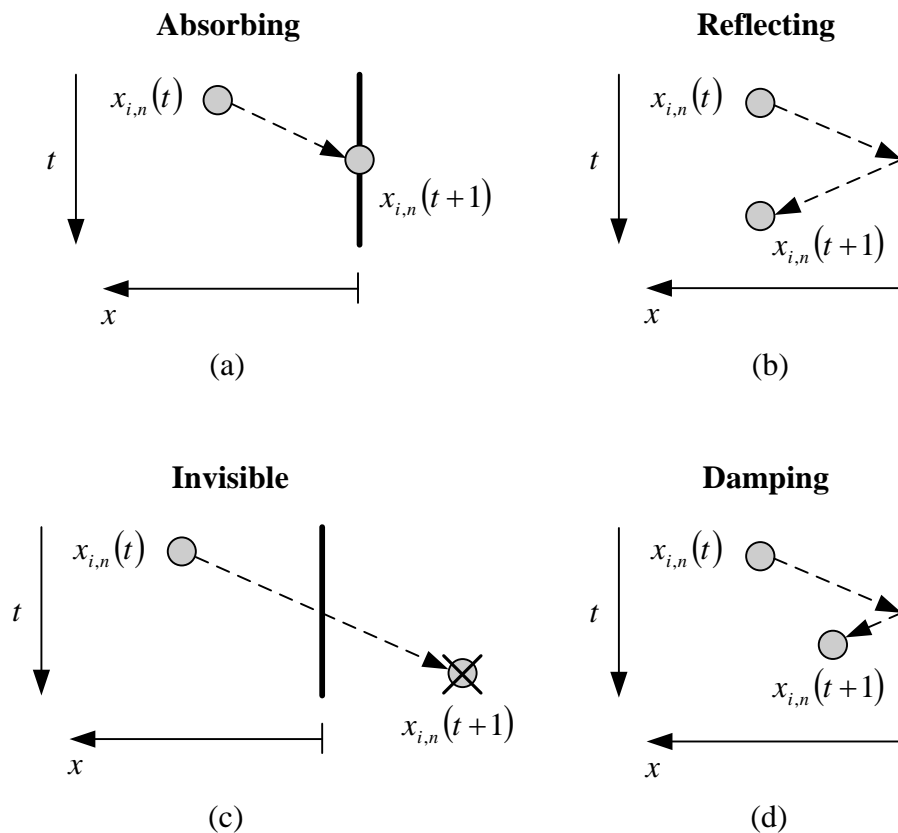 Absorbing
x_{i,n}(t)
t
x_{i,n}(t+1)
x
(a)
Reflecting
x_{i,n}(t)
t
x_{i,n}(t+1)
x
(b)
Invisible
x_{i,n}(t)
t
x_{i,n}(t+1)
x
(c)
Damping
x_{i,n}(t)
t
x_{i,n}(t+1)
x
(d)